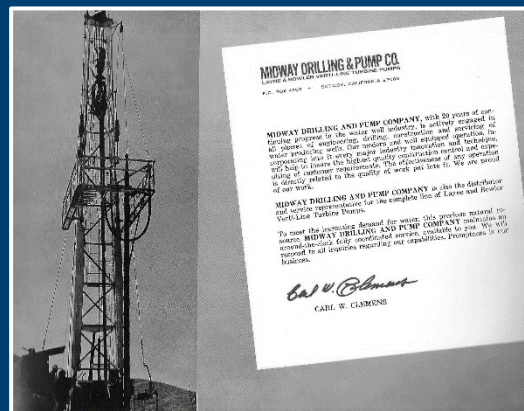 MIDWAY DRILLING & PUMP CO.
LAYNE & BOWLER VERTI-LINE TURBINE PUMPS
P.O. BOX SATICOY, CALIFORNIA
MIDWAY DRILLING AND PUMP COMPANY, with 20 years of con-
tinuing progress in the water well industry, is actively engaged in
all phases of engineering, drilling, construction and servicing of
water producing wells. Our modern and well equipped operation, in-
corporating into it every major industry innovation and technique,
will help to insure the highest quality construction control and expe-
diting of customer requirements. The effectiveness of any operation
is directly related to the quality of work put into it. We are proud
of our work.
MIDWAY DRILLING AND PUMP COMPANY is also the distributor
and service representative for the complete line of Layne and Bowler
Verti-Line Turbine Pumps.
To meet the increasing demand for water, this precious natural re-
source, MIDWAY DRILLING AND PUMP COMPANY maintains an
around-the-clock fully coordinated service, available to you. We will
respond to all inquiries regarding our capabilities. Promptness is our
business.
Carl W. Clemens
CARL W. CLEMENS